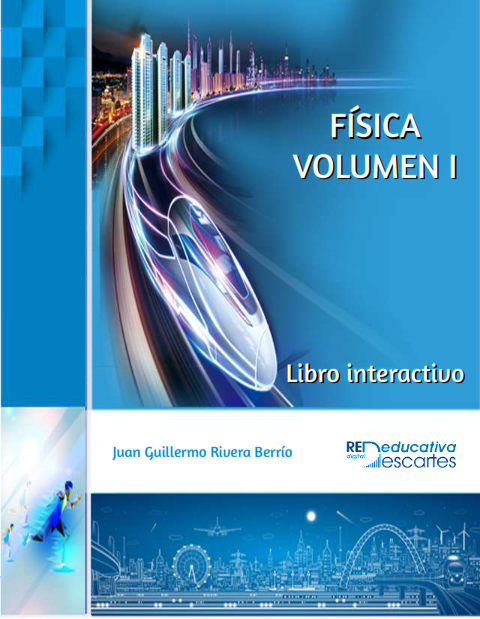 FÍSICA
VOLUMEN I
Libro interactivo
Juan Guillermo Rivera Berrío
RED educativa
digital Descartes